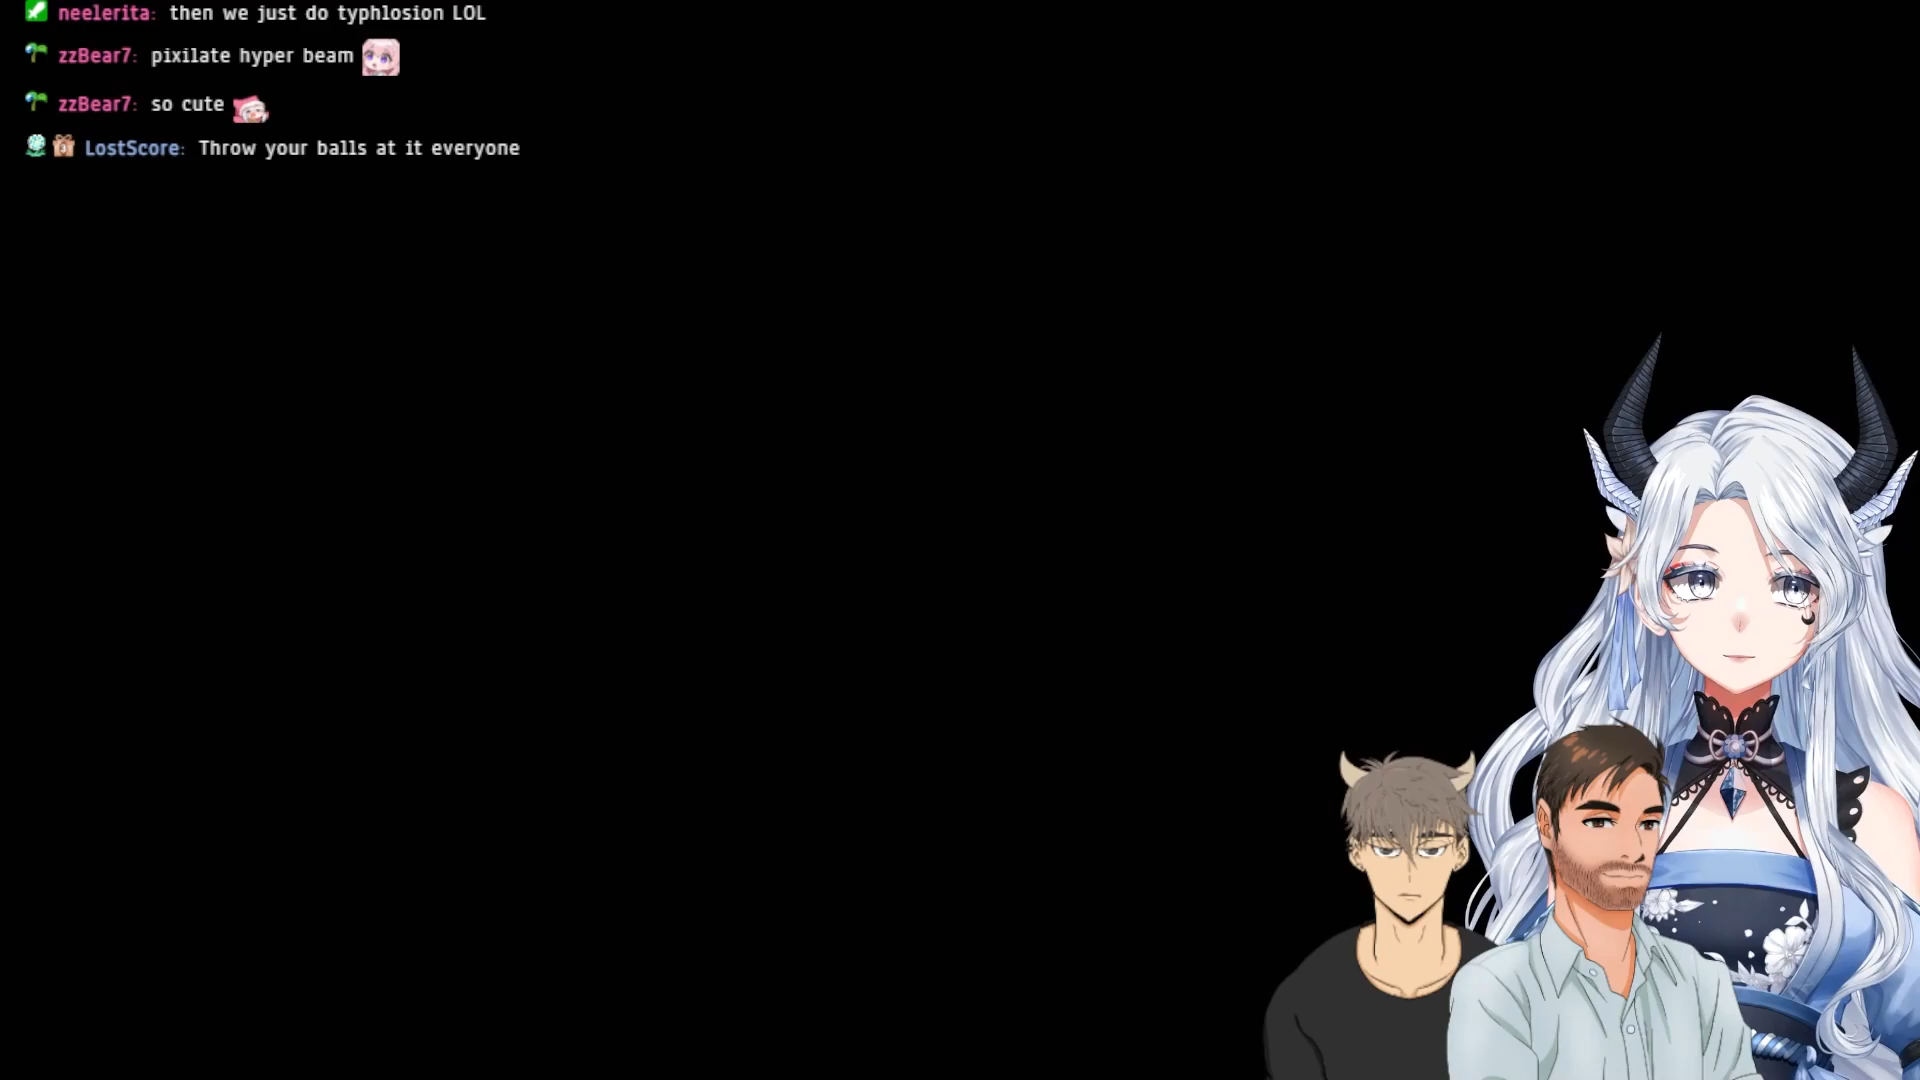 neelerita: then we just do typhlosion LOL
zzBear7: pixilate hyper beam
zzBear7: so cute
LostScore: Throw your balls at it everyone